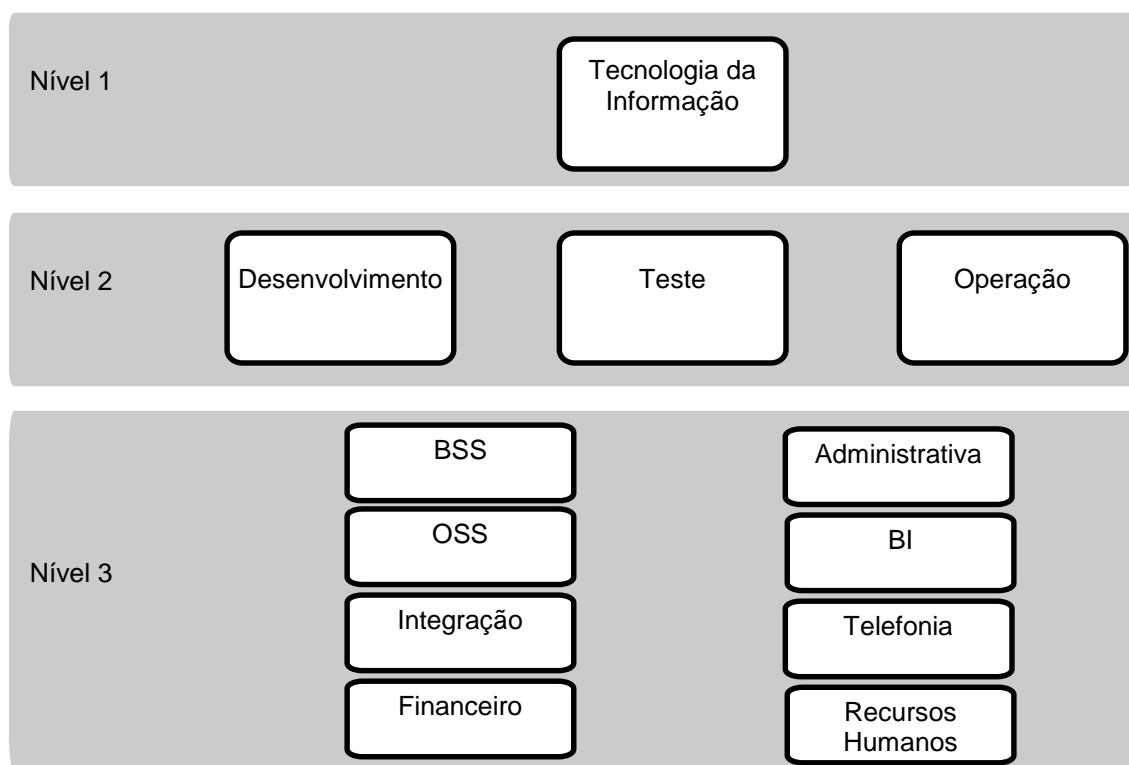 Nível 1
Tecnologia da
Informação
Nível 2
Desenvolvimento
Teste
Operação
Nível 3
BSS
OSS
Integração
Financeiro
Administrativa
BI
Telefonia
Recursos
Humanos